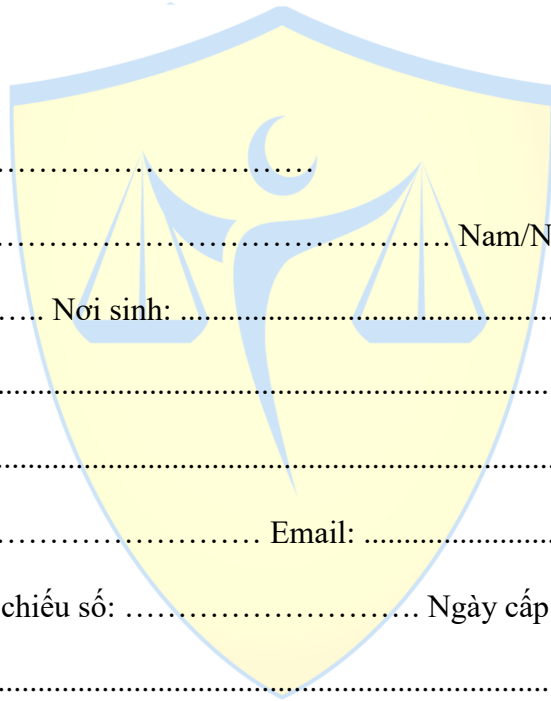 ………………………….
………………………………………. Nam/N
….. Nơi sinh: ................................................
.......................................................................
.......................................................................
……………………… Email: .........................
chiếu số: ………………………. Ngày cấp
.......................................................................